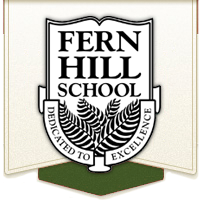 FERN
HILL
SCHOOL
DEDICATED TO EXCELLENCE